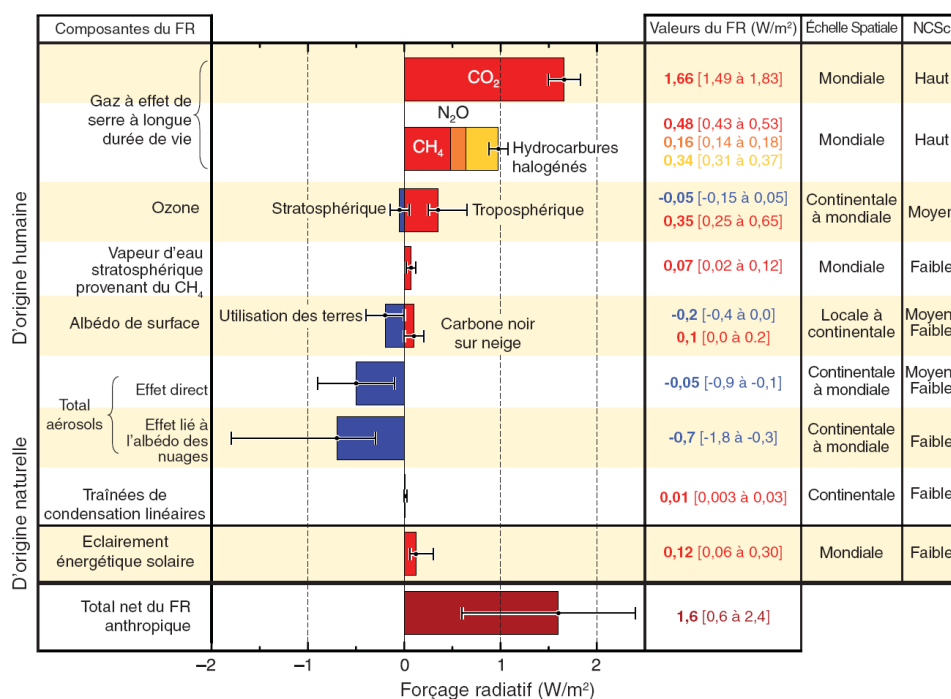 Composantes du FR
Valeurs du FR (W/m²)
Échelle Spatiale
NCSc
D'origine humaine
Gaz à effet de
serre à longue
durée de vie
CO₂
1,66 [1,49 à 1,83]
Mondiale
Haut
N₂O
CH₄
Hydrocarbures
halogénés
0,48 [0,43 à 0,53]
0,16 [0,14 à 0,18]
0,34 [0,31 à 0,37]
Mondiale
Haut
Ozone
Stratosphérique
Troposphérique
-0,05 [-0,15 à 0,05]
0,35 [0,25 à 0,65]
Continentale
à mondiale
Moyen
Vapeur d'eau
stratosphérique
provenant du CH₄
0,07 [0,02 à 0,12]
Mondiale
Faible
Albédo de surface
Utilisation des terres
Carbone noir
sur neige
-0,2 [-0,4 à 0,0]
0,1 [0,0 à 0.2]
Locale à
continentale
Moyen
Faible
Total
aérosols
Effet direct
-0,05 [-0,9 à -0,1]
Continentale
à mondiale
Moyen
Faible
Effet lié à
l'albédo des
nuages
-0,7 [-1,8 à -0,3]
Continentale
à mondiale
Faible
D'origine naturelle
Traînées de
condensation linéaires
0,01 [0,003 à 0,03]
Continentale
Faible
Eclairement
énergétique solaire
0,12 [0,06 à 0,30]
Mondiale
Faible
Total net du FR
anthropique
1,6 [0,6 à 2,4]
–2 –1 0 1 2
Forçage radiatif (W/m²)